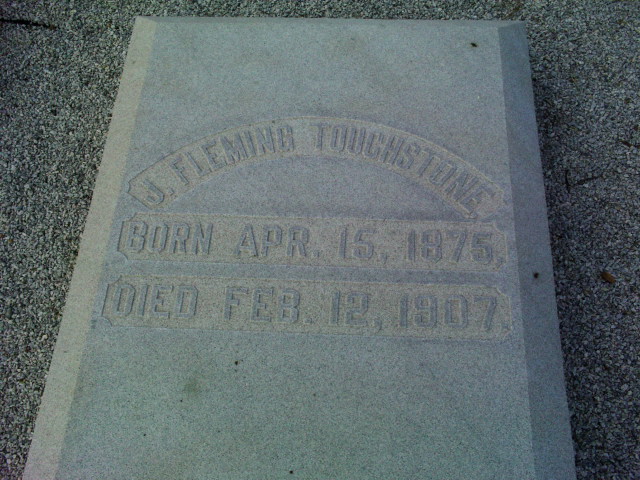 J. FLEMING TOUCHSTONE
BORN APR. 15, 1875.
DIED FEB. 12, 1907.